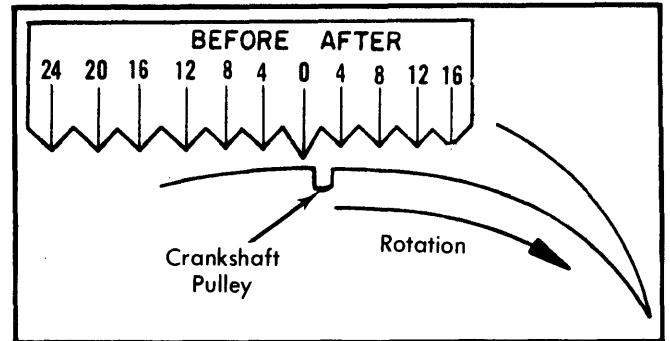 BEFORE AFTER
24 20 16 12 8 4 0 4 8 12 16
Crankshaft
Pulley
Rotation